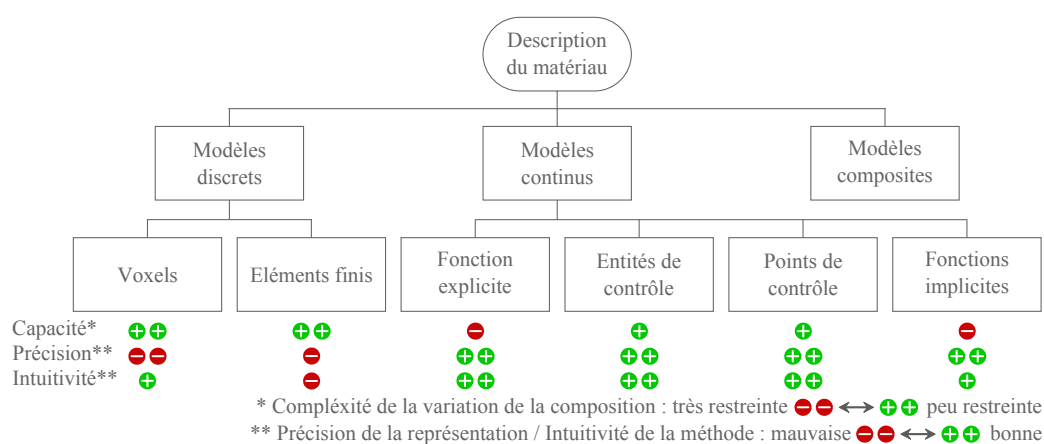 Description
du matériau
Modèles
discrets
Modèles
continus
Modèles
composites
Voxels
Eléments finis
Fonction
explicite
Entités de
contrôle
Points de
contrôle
Fonctions
implicites
Capacité*
Précision**
Intuitivité**
* Compléxité de la variation de la composition : très restreinte −− ⟷ ++ peu restreinte
** Précision de la représentation / Intuitivité de la méthode : mauvaise −− ⟷ ++ bonne